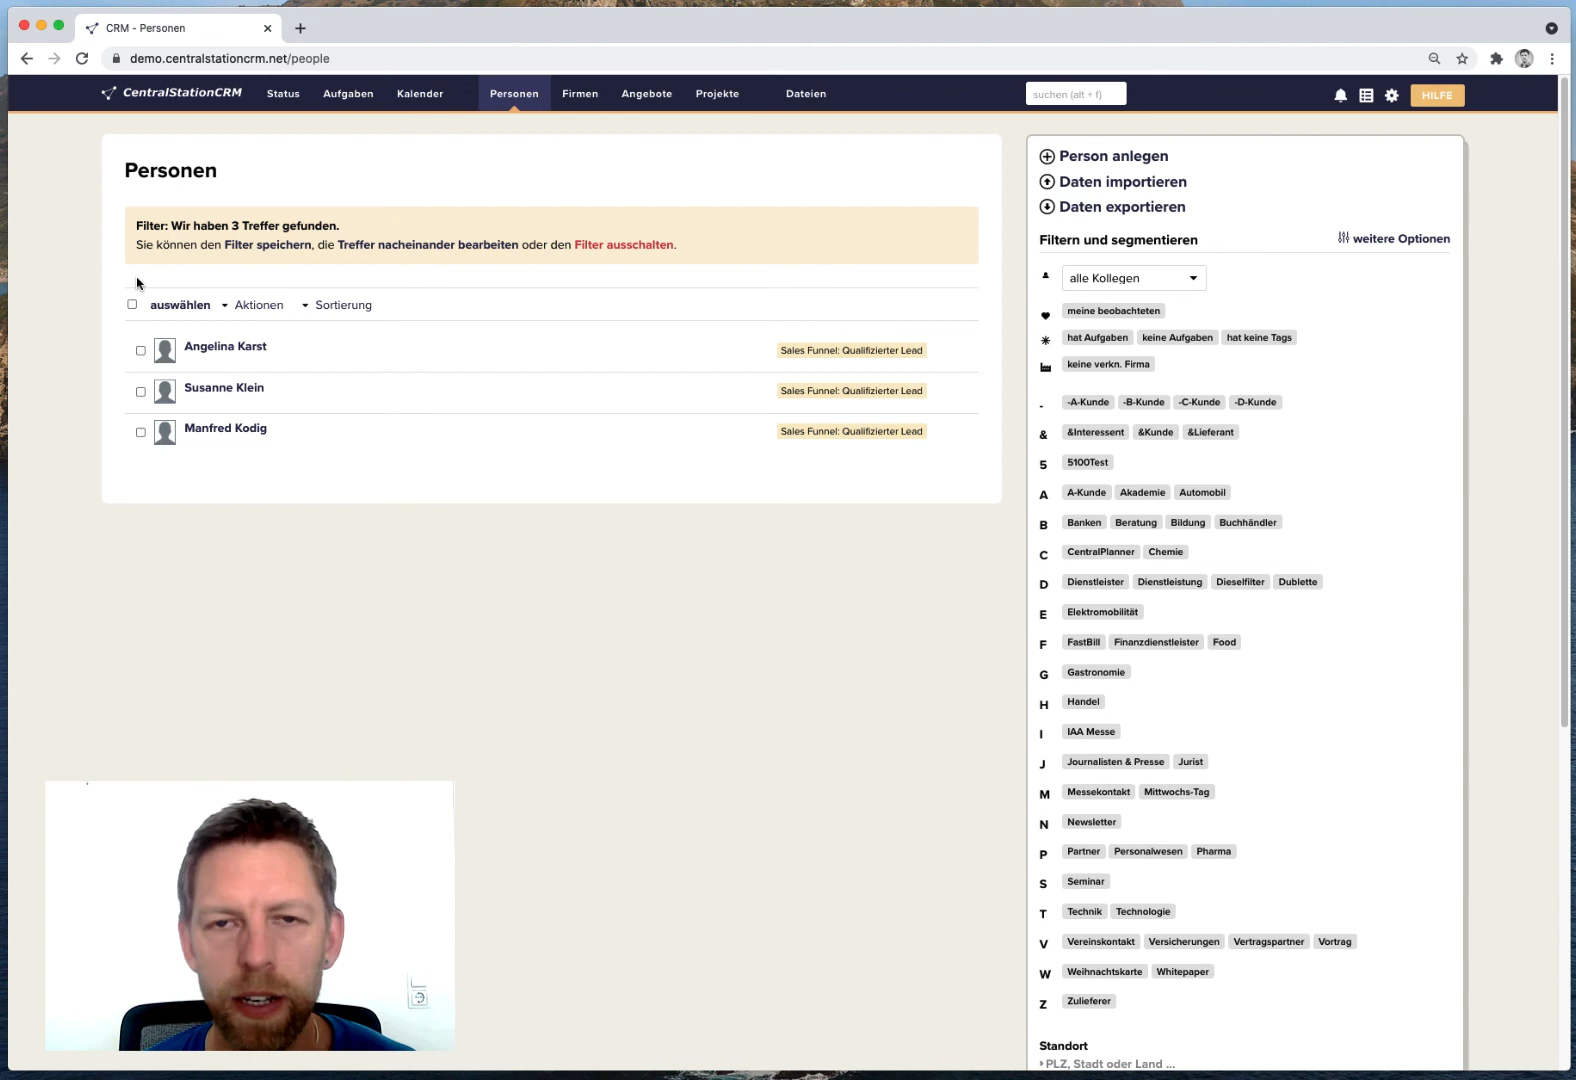 CRM - Personen
demo.centralstationcrm.net/people
CentralStationCRM Status Aufgaben Kalender Personen Firmen Angebote Projekte Dateien suchen (alt + f) HILFE
Personen
Filter: Wir haben 3 Treffer gefunden.
Sie können den Filter speichern, die Treffer nacheinander bearbeiten oder den Filter ausschalten.
auswählen Aktionen Sortierung
Angelina Karst Sales Funnel: Qualifizierter Lead
Susanne Klein Sales Funnel: Qualifizierter Lead
Manfred Kodig Sales Funnel: Qualifizierter Lead
Person anlegen
Daten importieren
Daten exportieren
Filtern und segmentieren weitere Optionen
alle Kollegen
meine beobachteten
hat Aufgaben keine Aufgaben hat keine Tags
keine verkn. Firma
- -A-Kunde -B-Kunde -C-Kunde -D-Kunde
& &Interessent &Kunde &Lieferant
5 5100Test
A A-Kunde Akademie Automobil
B Banken Beratung Bildung Buchhändler
C CentralPlanner Chemie
D Dienstleister Dienstleistung Dieselfilter Dublette
E Elektromobilität
F FastBill Finanzdienstleister Food
G Gastronomie
H Handel
I IAA Messe
J Journalisten & Presse Jurist
M Messekontakt Mittwochs-Tag
N Newsletter
P Partner Personalwesen Pharma
S Seminar
T Technik Technologie
V Vereinskontakt Versicherungen Vertragspartner Vortrag
W Weihnachtskarte Whitepaper
Z Zulieferer
Standort
PLZ, Stadt oder Land ...